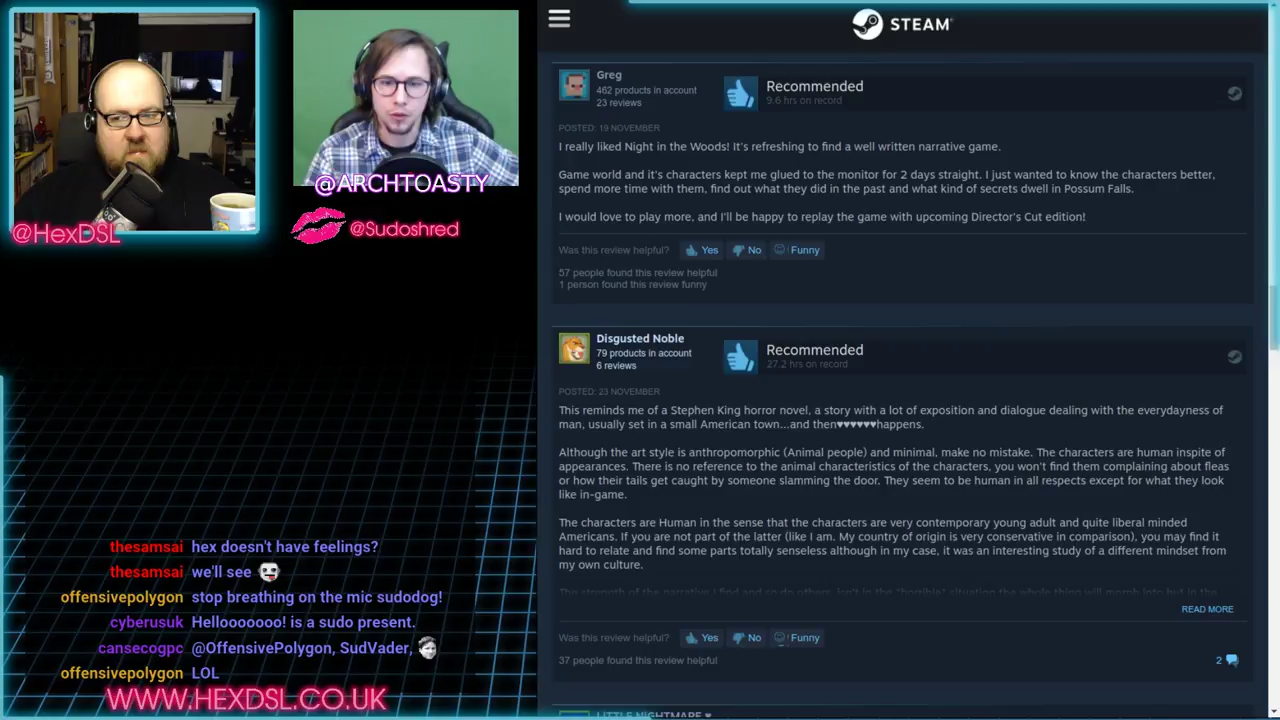 @HexDSL
@ARCHTOASTY
@Sudoshred
thesamsai hex doesn't have feelings?
thesamsai we'll see
offensivepolygon stop breathing on the mic sudodog!
cyberusuk Hellooooooo! is a sudo present.
cansecogpc @OffensivePolygon, SudVader,
offensivepolygon LOL
WWW.HEXDSL.CO.UK
STEAM
Greg
462 products in account
23 reviews
Recommended
9.6 hrs on record
POSTED: 19 NOVEMBER
I really liked Night in the Woods! It's refreshing to find a well written narrative game.
Game world and it's characters kept me glued to the monitor for 2 days straight. I just wanted to know the characters better,
spend more time with them, find out what they did in the past and what kind of secrets dwell in Possum Falls.
I would love to play more, and I'll be happy to replay the game with upcoming Director's Cut edition!
Was this review helpful? Yes No Funny
57 people found this review helpful
1 person found this review funny
Disgusted Noble
79 products in account
6 reviews
Recommended
27.2 hrs on record
POSTED: 23 NOVEMBER
This reminds me of a Stephen King horror novel, a story with a lot of exposition and dialogue dealing with the everydayness of
man, usually set in a small American town...and then♥♥♥♥♥♥happens.
Although the art style is anthropomorphic (Animal people) and minimal, make no mistake. The characters are human inspite of
appearances. There is no reference to the animal characteristics of the characters, you won't find them complaining about fleas
or how their tails get caught by someone slamming the door. They seem to be human in all respects except for what they look
like in-game.
The characters are Human in the sense that the characters are very contemporary young adult and quite liberal minded
Americans. If you are not part of the latter (like I am. My country of origin is very conservative in comparison), you may find it
hard to relate and find some parts totally senseless although in my case, it was an interesting study of a different mindset from
my own culture.
READ MORE
Was this review helpful? Yes No Funny
37 people found this review helpful
2
LITTLE NIGHTMARE ♥